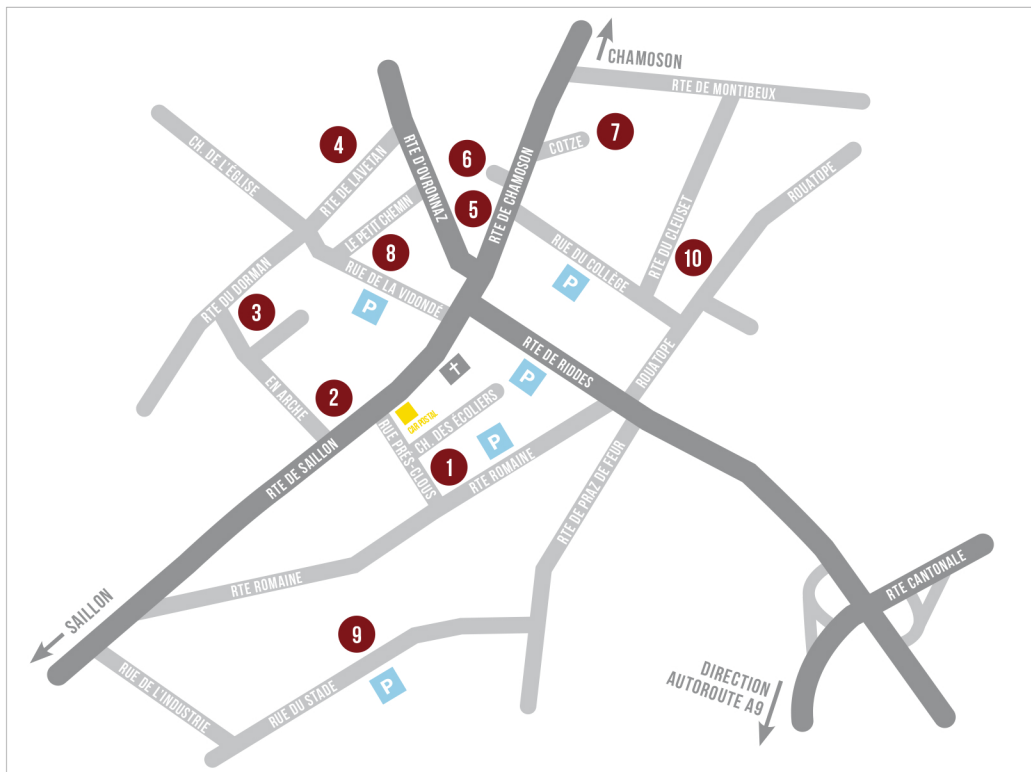 CHAMOSON
RTE DE MONTIBEUX
7
COTZE
4
6
CH. DE L'ÉGLISE
RTE DE LAVETAN
RTE D'OVRONNAZ
ROUATOPE
LE PETIT CHEMIN
5
RTE DE CHAMOSON
RTE DU CLEUSET
8
10
RUE DU COLLÈGE
RTE DU DORMAN
RUE DE LA VIDONDÉ
P
P
3
RTE DE RIDDES
ROUATOPE
P
EN ARCHE
2
CAR POSTAL
CH. DES ÉCOLIERS
RUE PRÉS-CLOUS
P
1
RTE ROMAINE
RTE DE SAILLON
RTE DE PRAZ DE FEUR
RTE ROMAINE
RTE CANTONALE
SAILLON
9
RUE DE L'INDUSTRIE
RUE DU STADE
P
DIRECTION
AUTOROUTE A9